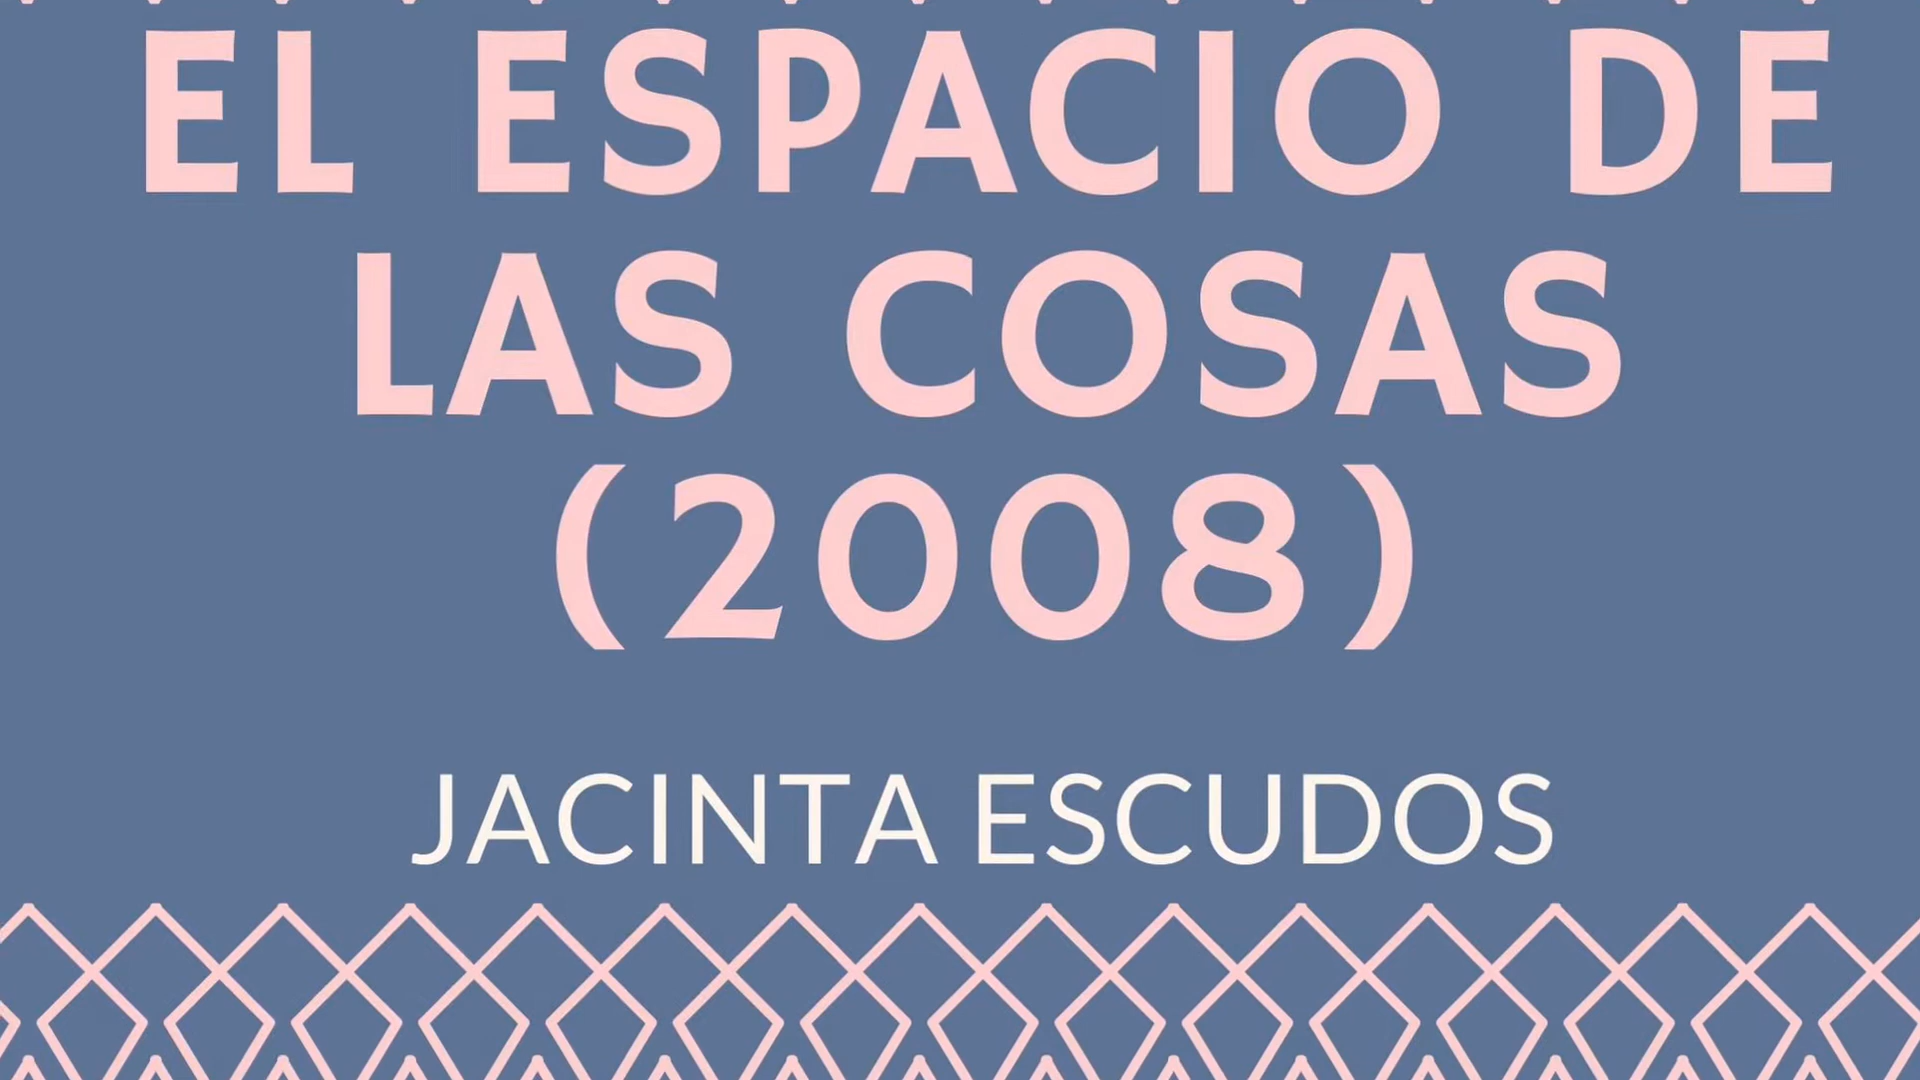 EL ESPACIO DE
LAS COSAS
(2008)
JACINTA ESCUDOS